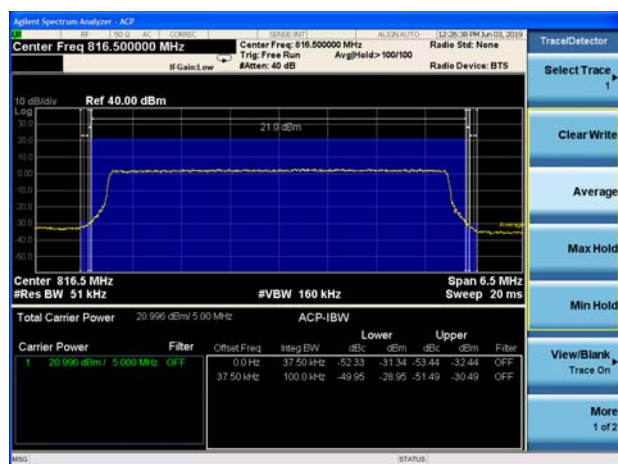 Agilent Spectrum Analyzer - ACP
RF 50 Ω AC CORREC SENSE:INT ALIGN AUTO 12:26:38 PM Jun 03, 2019
Center Freq 816.500000 MHz
Center Freq: 816.500000 MHz
Radio Std: None
Trig: Free Run
Avg|Hold:>100/100
IFGain:Low
#Atten: 40 dB
Radio Device: BTS
10 dB/div
Ref 40.00 dBm
Log
30.0
20.0
10.0
0.00
-10.0
-20.0
-30.0
-40.0
-50.0
21.0 dBm
Average
Center 816.5 MHz
Span 6.5 MHz
#Res BW 51 kHz
#VBW 160 kHz
Sweep 20 ms
Total Carrier Power 20.996 dBm/ 5.00 MHz
ACP-IBW
Lower Upper
Carrier Power Filter
Offset Freq Integ BW dBc dBm dBc dBm Filter
1 20.996 dBm / 5.000 MHz OFF
0.0 Hz 37.50 kHz -52.33 -31.34 -53.44 -32.44 OFF
37.50 kHz 100.0 kHz -49.95 -28.95 -51.49 -30.49 OFF
MSG
STATUS
Trace/Detector
Select Trace
1
Clear Write
Average
Max Hold
Min Hold
View/Blank
Trace On
More
1 of 2